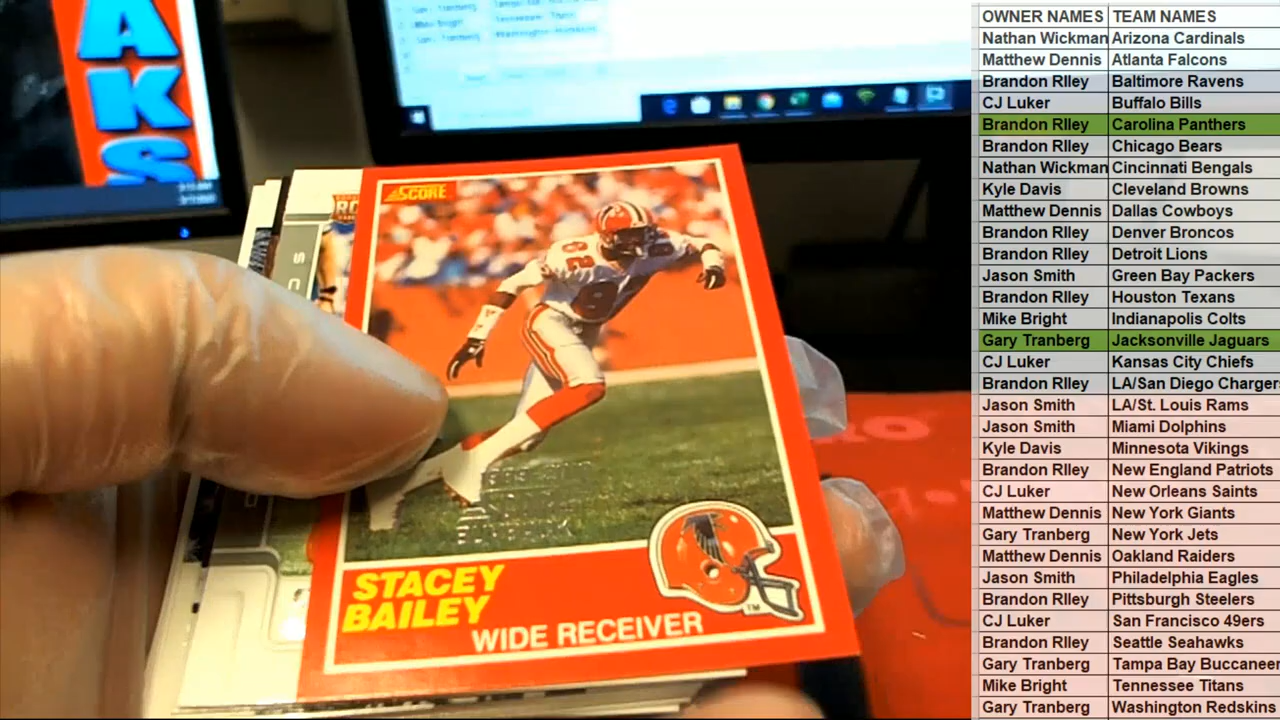 AKS
SCORE
RO
82
8
STACEY
BAILEY
WIDE RECEIVER
TM
OWNER NAMES TEAM NAMES
Nathan Wickman Arizona Cardinals
Matthew Dennis Atlanta Falcons
Brandon RIley Baltimore Ravens
CJ Luker Buffalo Bills
Brandon RIley Carolina Panthers
Brandon RIley Chicago Bears
Nathan Wickman Cincinnati Bengals
Kyle Davis Cleveland Browns
Matthew Dennis Dallas Cowboys
Brandon RIley Denver Broncos
Brandon RIley Detroit Lions
Jason Smith Green Bay Packers
Brandon RIley Houston Texans
Mike Bright Indianapolis Colts
Gary Tranberg Jacksonville Jaguars
CJ Luker Kansas City Chiefs
Brandon RIley LA/San Diego Charger
Jason Smith LA/St. Louis Rams
Jason Smith Miami Dolphins
Kyle Davis Minnesota Vikings
Brandon RIley New England Patriots
CJ Luker New Orleans Saints
Matthew Dennis New York Giants
Gary Tranberg New York Jets
Matthew Dennis Oakland Raiders
Jason Smith Philadelphia Eagles
Brandon RIley Pittsburgh Steelers
CJ Luker San Francisco 49ers
Brandon RIley Seattle Seahawks
Gary Tranberg Tampa Bay Buccaneer
Mike Bright Tennessee Titans
Gary Tranberg Washington Redskins